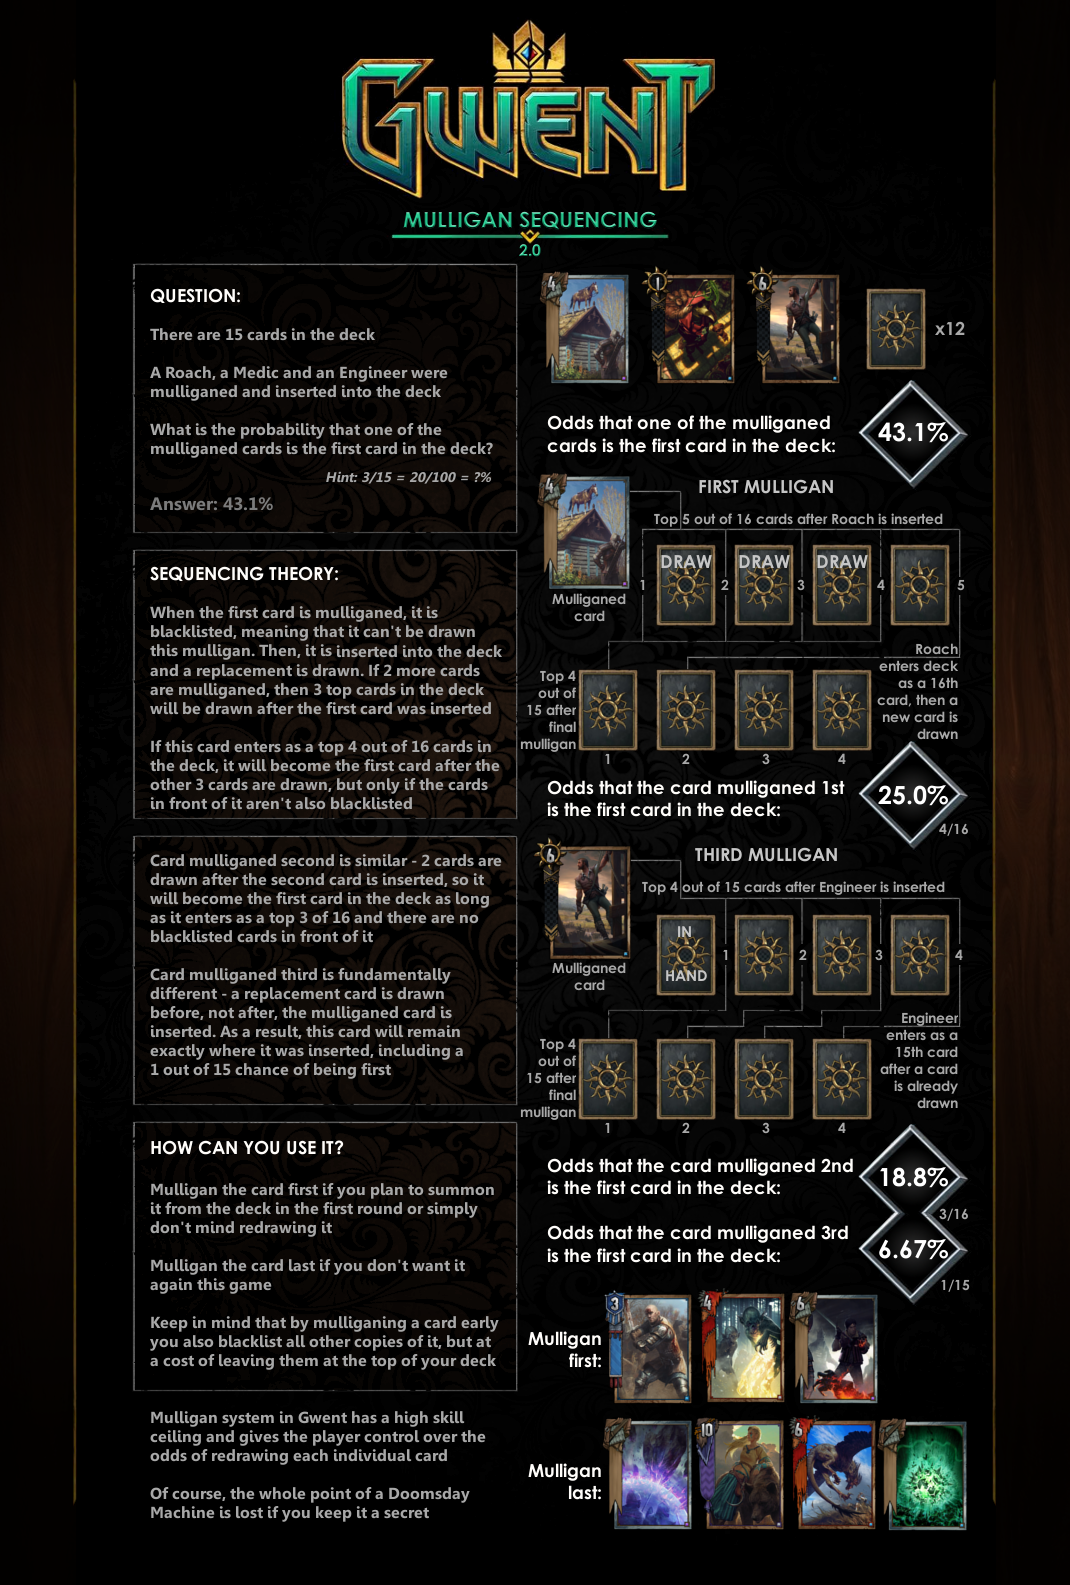 GWENT
MULLIGAN SEQUENCING
2.0
QUESTION:
There are 15 cards in the deck
A Roach, a Medic and an Engineer were
mulliganed and inserted into the deck
What is the probability that one of the
mulliganed cards is the first card in the deck?
Hint: 3/15 = 20/100 = ?%
Answer: 43.1%
SEQUENCING THEORY:
When the first card is mulliganed, it is
blacklisted, meaning that it can't be drawn
this mulligan. Then, it is inserted into the deck
and a replacement is drawn. If 2 more cards
are mulliganed, then 3 top cards in the deck
will be drawn after the first card was inserted
If this card enters as a top 4 out of 16 cards in
the deck, it will become the first card after the
other 3 cards are drawn, but only if the cards
in front of it aren't also blacklisted
Card mulliganed second is similar - 2 cards are
drawn after the second card is inserted, so it
will become the first card in the deck as long
as it enters as a top 3 of 16 and there are no
blacklisted cards in front of it
Card mulliganed third is fundamentally
different - a replacement card is drawn
before, not after, the mulliganed card is
inserted. As a result, this card will remain
exactly where it was inserted, including a
1 out of 15 chance of being first
HOW CAN YOU USE IT?
Mulligan the card first if you plan to summon
it from the deck in the first round or simply
don't mind redrawing it
Mulligan the card last if you don't want it
again this game
Keep in mind that by mulliganing a card early
you also blacklist all other copies of it, but at
a cost of leaving them at the top of your deck
Mulligan system in Gwent has a high skill
ceiling and gives the player control over the
odds of redrawing each individual card
Of course, the whole point of a Doomsday
Machine is lost if you keep it a secret
4
1
6
x12
Odds that one of the mulliganed
cards is the first card in the deck:
43.1%
4
FIRST MULLIGAN
Top 5 out of 16 cards after Roach is inserted
DRAW DRAW DRAW
1 2 3 4 5
Mulliganed
card
Roach
enters deck
as a 16th
card, then a
new card is
drawn
Top 4
out of
15 after
final
mulligan
1 2 3 4
Odds that the card mulliganed 1st
is the first card in the deck:
25.0%
4/16
6
THIRD MULLIGAN
Top 4 out of 15 cards after Engineer is inserted
IN
HAND
1 2 3 4
Mulliganed
card
Engineer
enters as a
15th card
after a card
is already
drawn
Top 4
out of
15 after
final
mulligan
1 2 3 4
Odds that the card mulliganed 2nd
is the first card in the deck:
18.8%
3/16
Odds that the card mulliganed 3rd
is the first card in the deck:
6.67%
1/15
Mulligan
first:
3 4 6
Mulligan
last:
10 6